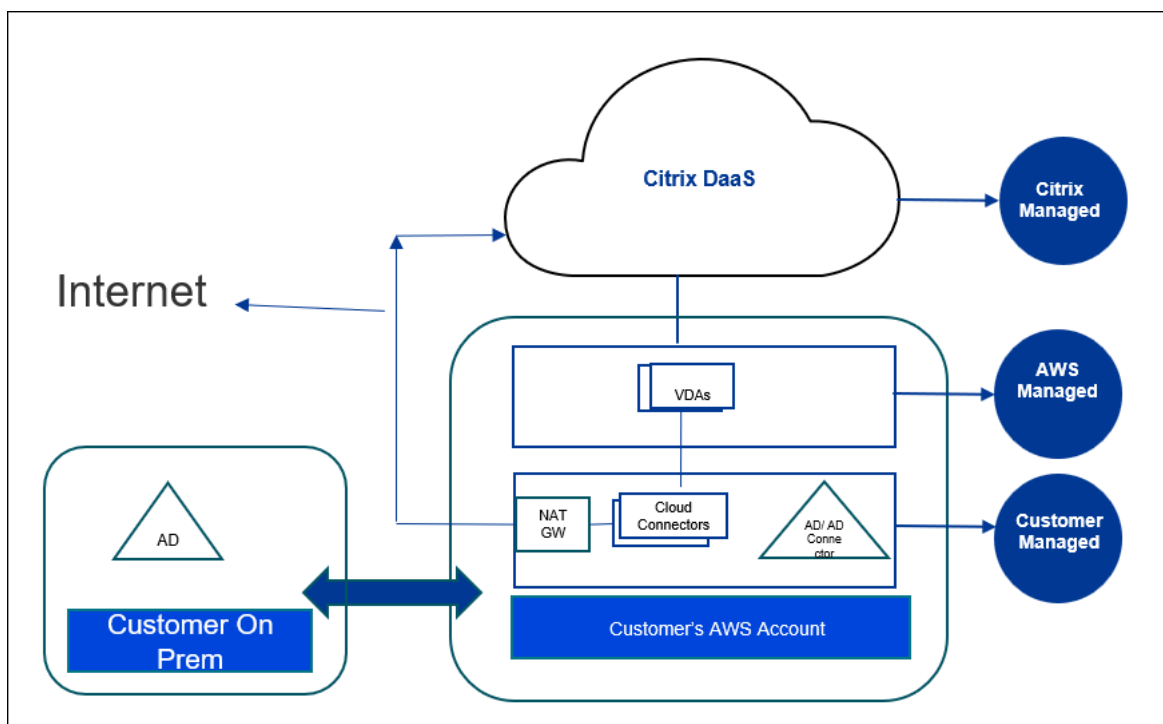 Citrix DaaS
Citrix
Managed
Internet
VDAs
AWS
Managed
NAT
GW
Cloud
Connectors
AD/ AD
Conne
ctor
Customer
Managed
AD
Customer On
Prem
Customer's AWS Account